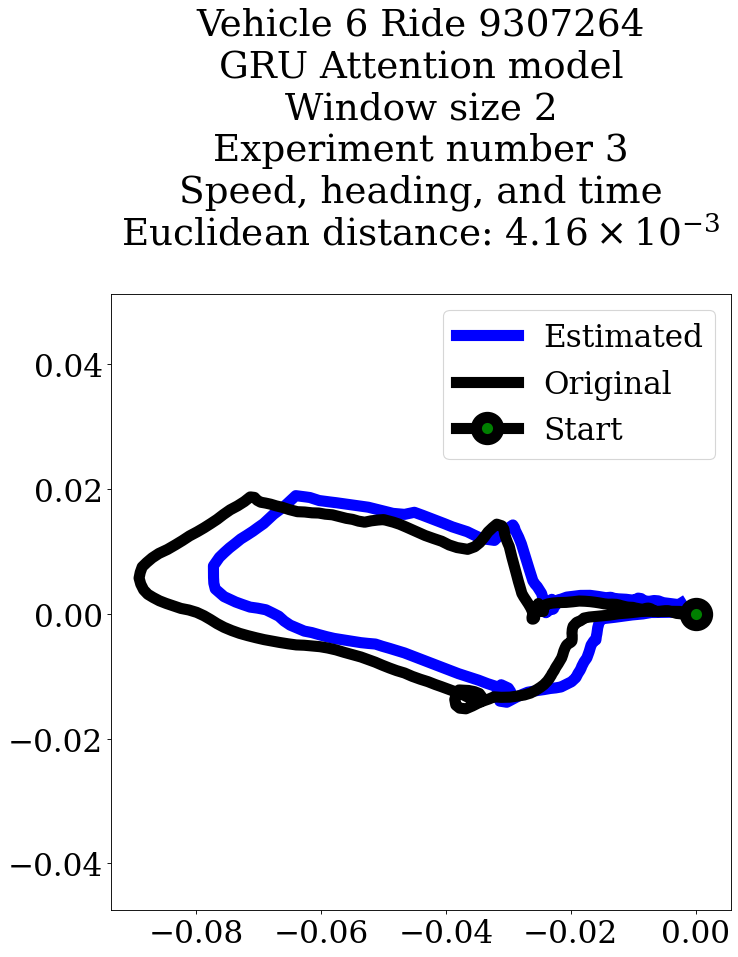 Vehicle 6 Ride 9307264
GRU Attention model
Window size 2
Experiment number 3
Speed, heading, and time
Euclidean distance: 4.16 × 10⁻³
Estimated
Original
Start
0.04
0.02
0.00
−0.02
−0.04
−0.08 −0.06 −0.04 −0.02 0.00